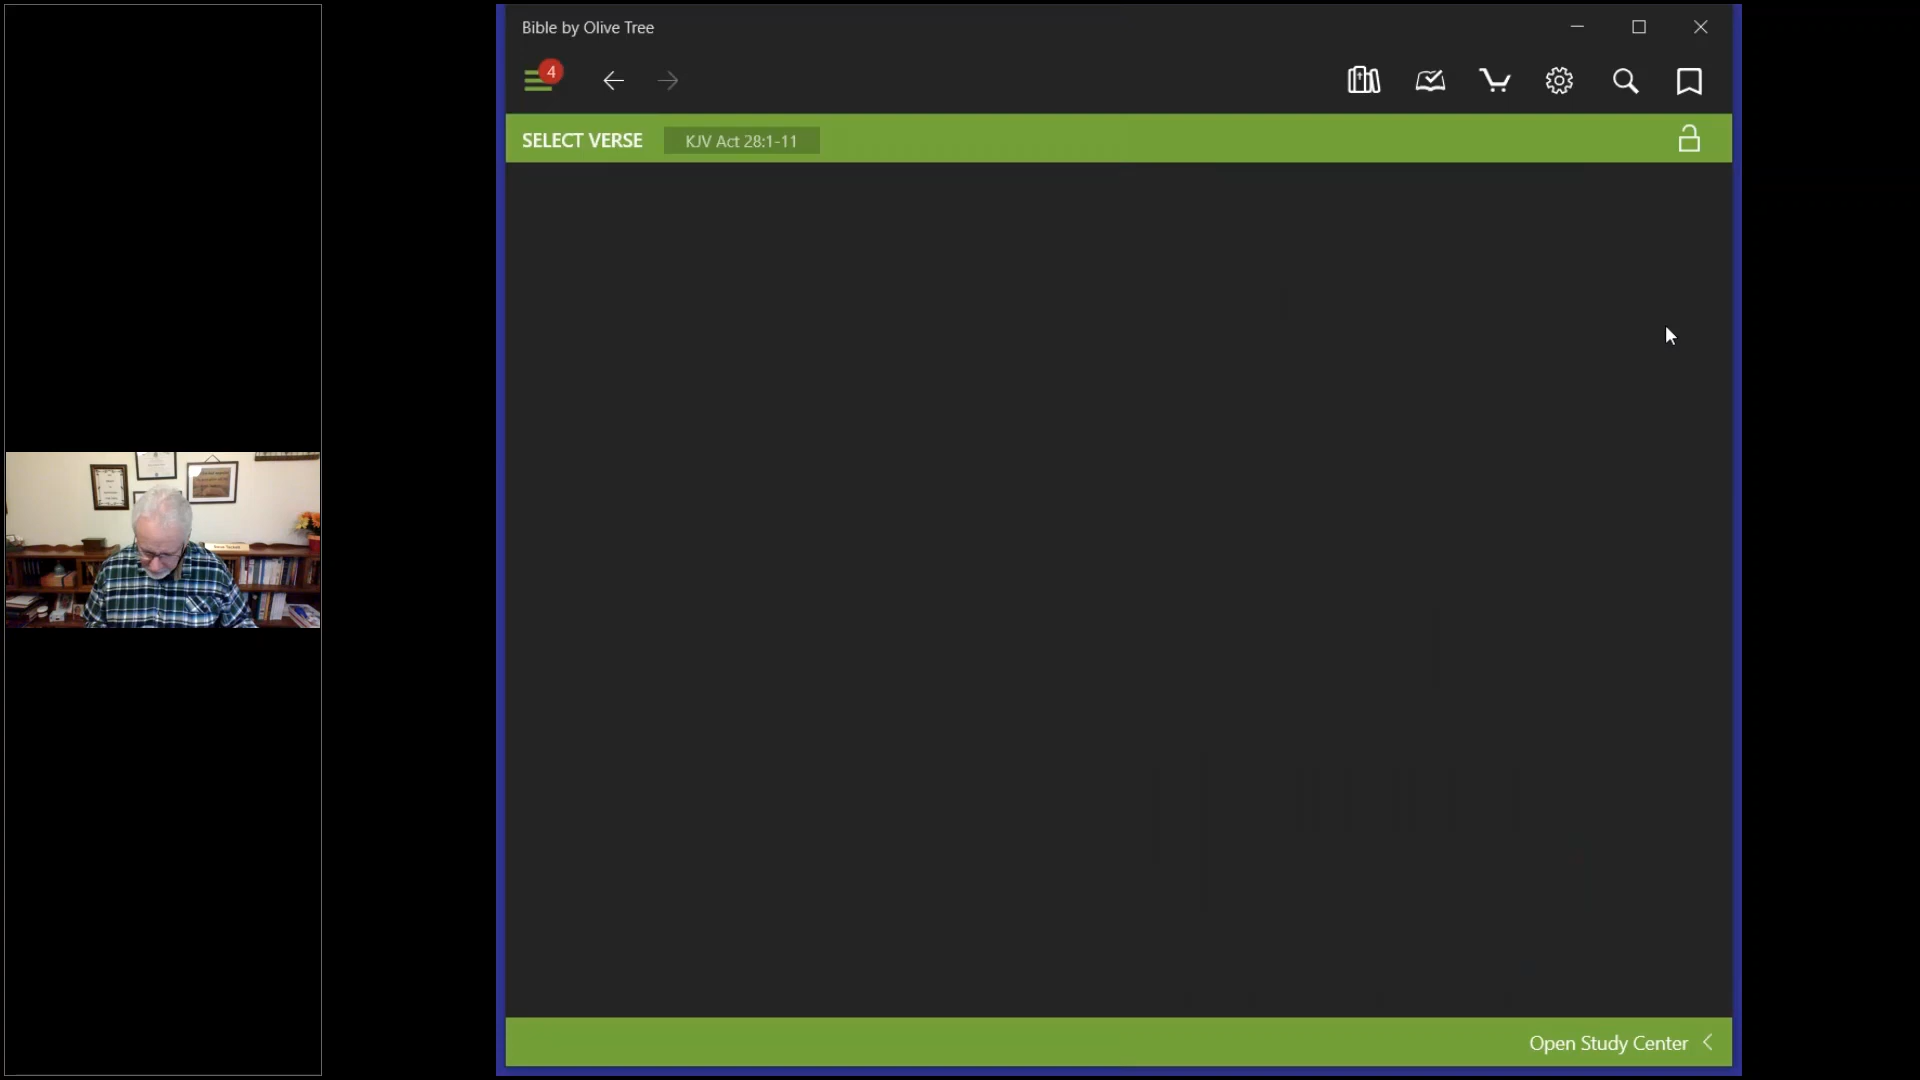 Bible by Olive Tree
4
SELECT VERSE
KJV Act 28:1-11
Open Study Center